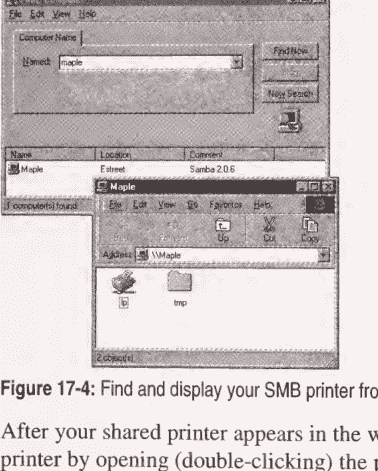 File Edit View Help
Computer Name
Named: maple
Find Now
New Search
Name Location Comment
Maple Estreet Samba 2.0.6
1 computer(s) found
Maple
File Edit View Go Favorites Help
Up Cut Copy
Address \\Maple
lp tmp
2 object(s)
Figure 17-4: Find and display your SMB printer fro
After your shared printer appears in the w
printer by opening (double-clicking) the